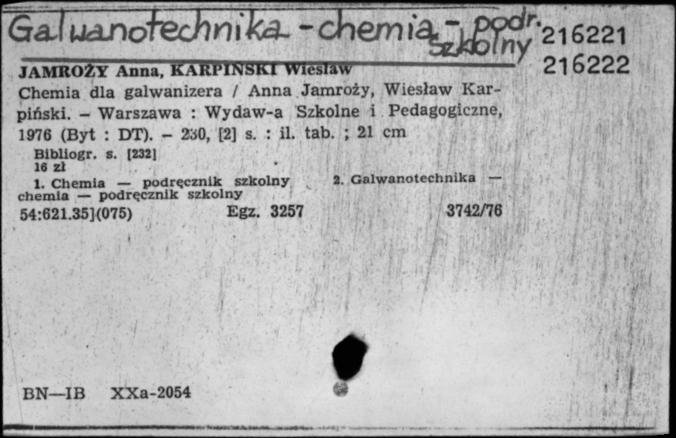 Galwanotechnika - chemia - podr. szkolny
216221
216222
JAMROŻY Anna, KARPIŃSKI Wiesław
Chemia dla galwanizera / Anna Jamroży, Wiesław Kar-
piński. — Warszawa : Wydaw-a Szkolne i Pedagogiczne,
1976 (Byt : DT). — 230, [2] s. : il. tab. ; 21 cm
Bibliogr. s. [232]
16 zł
1. Chemia — podręcznik szkolny 2. Galwanotechnika —
chemia — podręcznik szkolny
54:621.35](075) Egz. 3257 3742/76
BN—IB XXa-2054